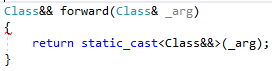 Class&& forward(Class& _arg)
{
    return static_cast<Class&&>(_arg);
}